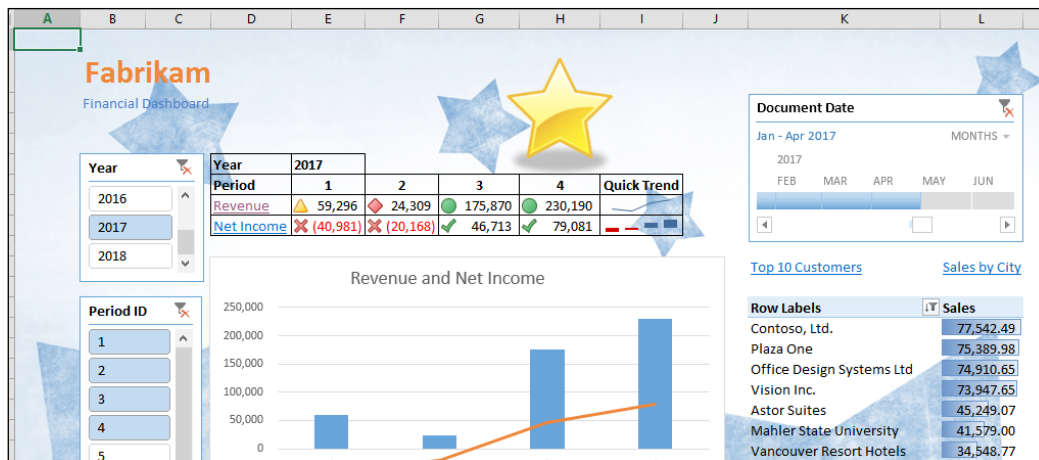 A B C D E F G H I J K L
Fabrikam
Financial Dashboard
Year
2016
2017
2018
Year 2017
Period 1 2 3 4 Quick Trend
Revenue 59,296 24,309 175,870 230,190
Net Income (40,981) (20,168) 46,713 79,081
Document Date
Jan - Apr 2017 MONTHS
2017
FEB MAR APR MAY JUN
Period ID
1
2
3
4
5
Revenue and Net Income
250,000
200,000
150,000
100,000
50,000
0
Top 10 Customers Sales by City
Row Labels Sales
Contoso, Ltd. 77,542.49
Plaza One 75,389.98
Office Design Systems Ltd 74,910.65
Vision Inc. 73,947.65
Astor Suites 45,249.07
Mahler State University 41,579.00
Vancouver Resort Hotels 34,548.77